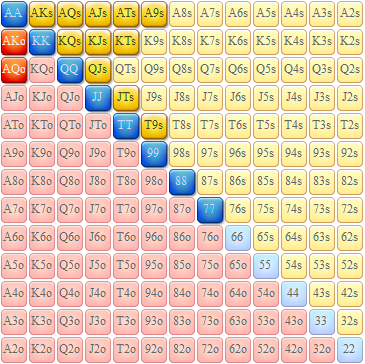 AA AKs AQs AJs ATs A9s A8s A7s A6s A5s A4s A3s A2s
AKo KK KQs KJs KTs K9s K8s K7s K6s K5s K4s K3s K2s
AQo KQo QQ QJs QTs Q9s Q8s Q7s Q6s Q5s Q4s Q3s Q2s
AJo KJo QJo JJ JTs J9s J8s J7s J6s J5s J4s J3s J2s
ATo KTo QTo JTo TT T9s T8s T7s T6s T5s T4s T3s T2s
A9o K9o Q9o J9o T9o 99 98s 97s 96s 95s 94s 93s 92s
A8o K8o Q8o J8o T8o 98o 88 87s 86s 85s 84s 83s 82s
A7o K7o Q7o J7o T7o 97o 87o 77 76s 75s 74s 73s 72s
A6o K6o Q6o J6o T6o 96o 86o 76o 66 65s 64s 63s 62s
A5o K5o Q5o J5o T5o 95o 85o 75o 65o 55 54s 53s 52s
A4o K4o Q4o J4o T4o 94o 84o 74o 64o 54o 44 43s 42s
A3o K3o Q3o J3o T3o 93o 83o 73o 63o 53o 43o 33 32s
A2o K2o Q2o J2o T2o 92o 82o 72o 62o 52o 42o 32o 22